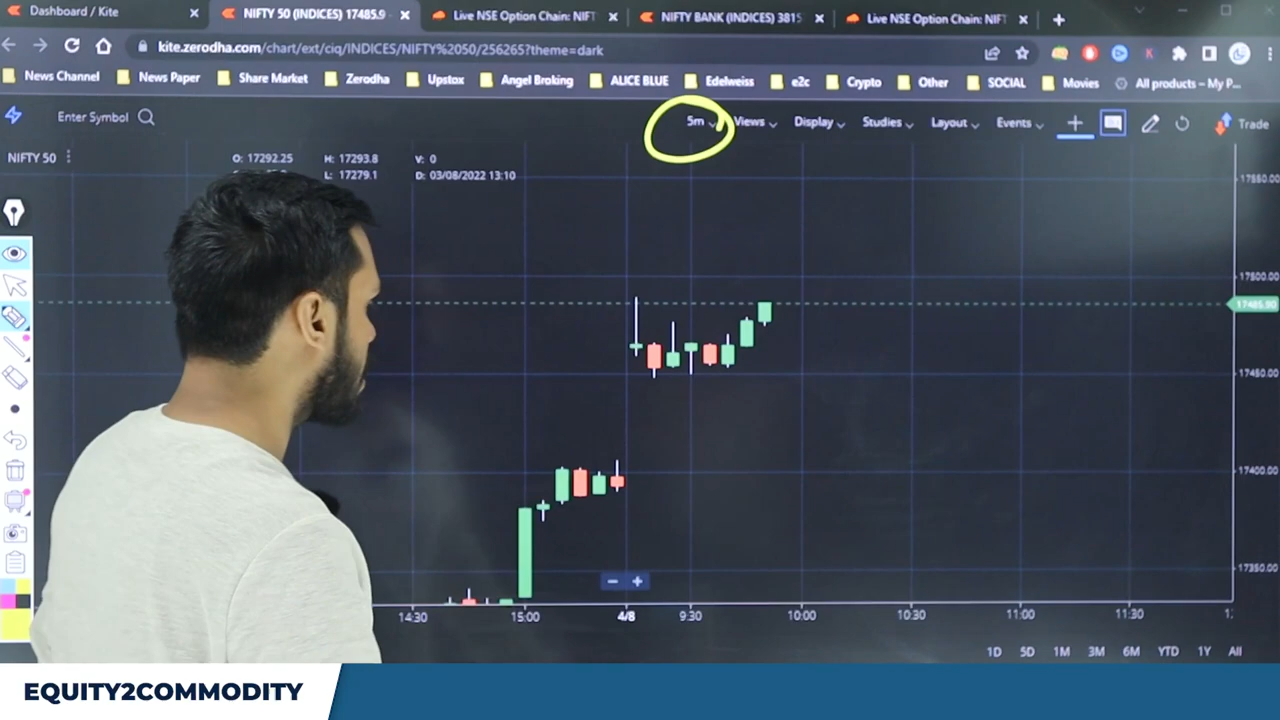 Dashboard / Kite
NIFTY 50 (INDICES) 17485.9
Live NSE Option Chain: NIFT
NIFTY BANK (INDICES) 3815
Live NSE Option Chain: NIFT
kite.zerodha.com/chart/ext/ciq/INDICES/NIFTY%2050/256265?theme=dark
News Channel News Paper Share Market Zerodha Upstox Angel Broking ALICE BLUE Edelweiss e2c Crypto Other SOCIAL Movies All products — My P...
Enter Symbol 5m Views Display Studies Layout Events Trade
NIFTY 50
O: 17292.25 H: 17293.8 V: 0
L: 17279.1 D: 03/08/2022 13:10
17500.00
17485.90
17450.00
17400.00
17350.00
14:30 15:00 4/8 9:30 10:00 10:30 11:00 11:30
1D 5D 1M 3M 6M YTD 1Y All
EQUITY2COMMODITY